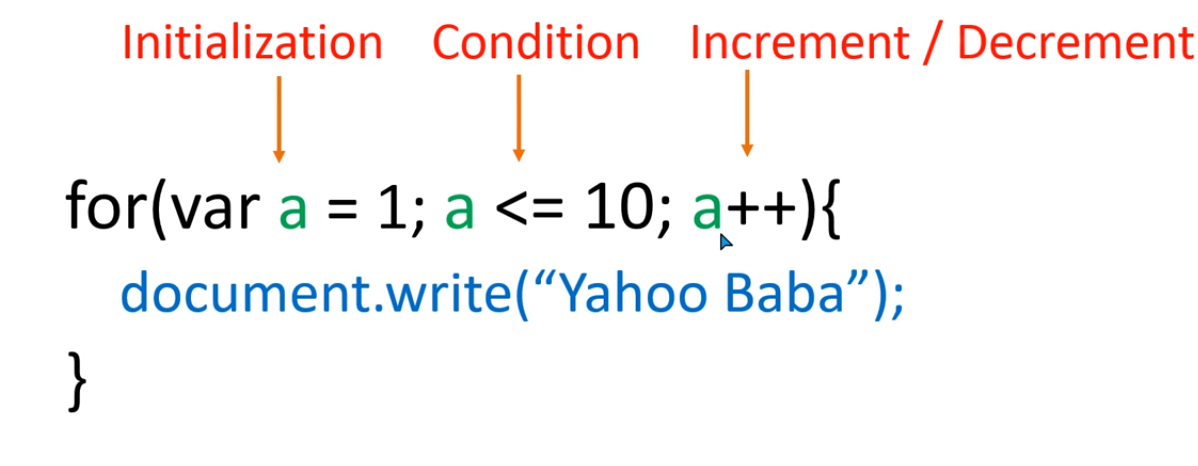 Initialization Condition Increment / Decrement
for(var a = 1; a <= 10; a++){
document.write(“Yahoo Baba”);
}